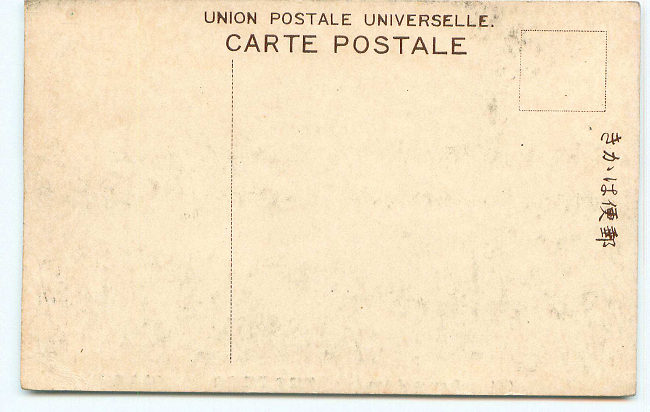 UNION POSTALE UNIVERSELLE.
CARTE POSTALE
郵便はかき